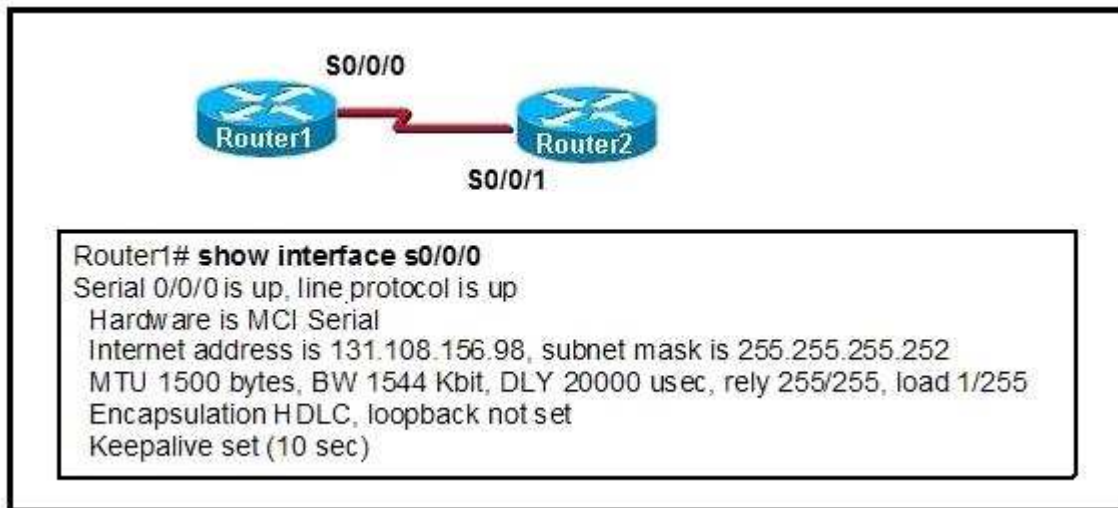 S0/0/0
Router1
Router2
S0/0/1
Router1# show interface s0/0/0
Serial 0/0/0 is up, line protocol is up
Hardware is MCI Serial
Internet address is 131.108.156.98, subnet mask is 255.255.255.252
MTU 1500 bytes, BW 1544 Kbit, DLY 20000 usec, rely 255/255, load 1/255
Encapsulation HDLC, loopback not set
Keepalive set (10 sec)